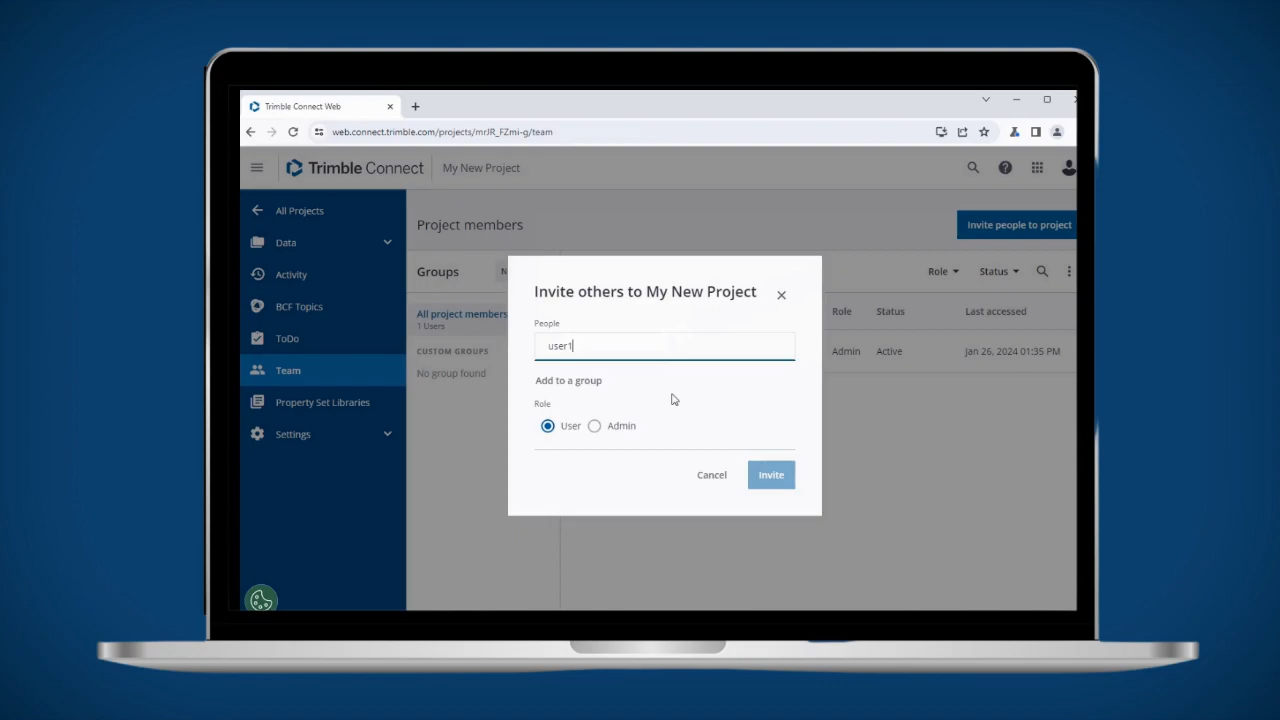 Trimble Connect Web
web.connect.trimble.com/projects/mrJR_FZmi-g/team
Trimble Connect
My New Project
All Projects
Data
Activity
BCF Topics
ToDo
Team
Property Set Libraries
Settings
Project members
Invite people to project
Groups
N
Role
Status
All project members
1 Users
CUSTOM GROUPS
No group found
Role Status Last accessed
Admin Active Jan 26, 2024 01:35 PM
Invite others to My New Project
People
user1
Add to a group
Role
User Admin
Cancel Invite